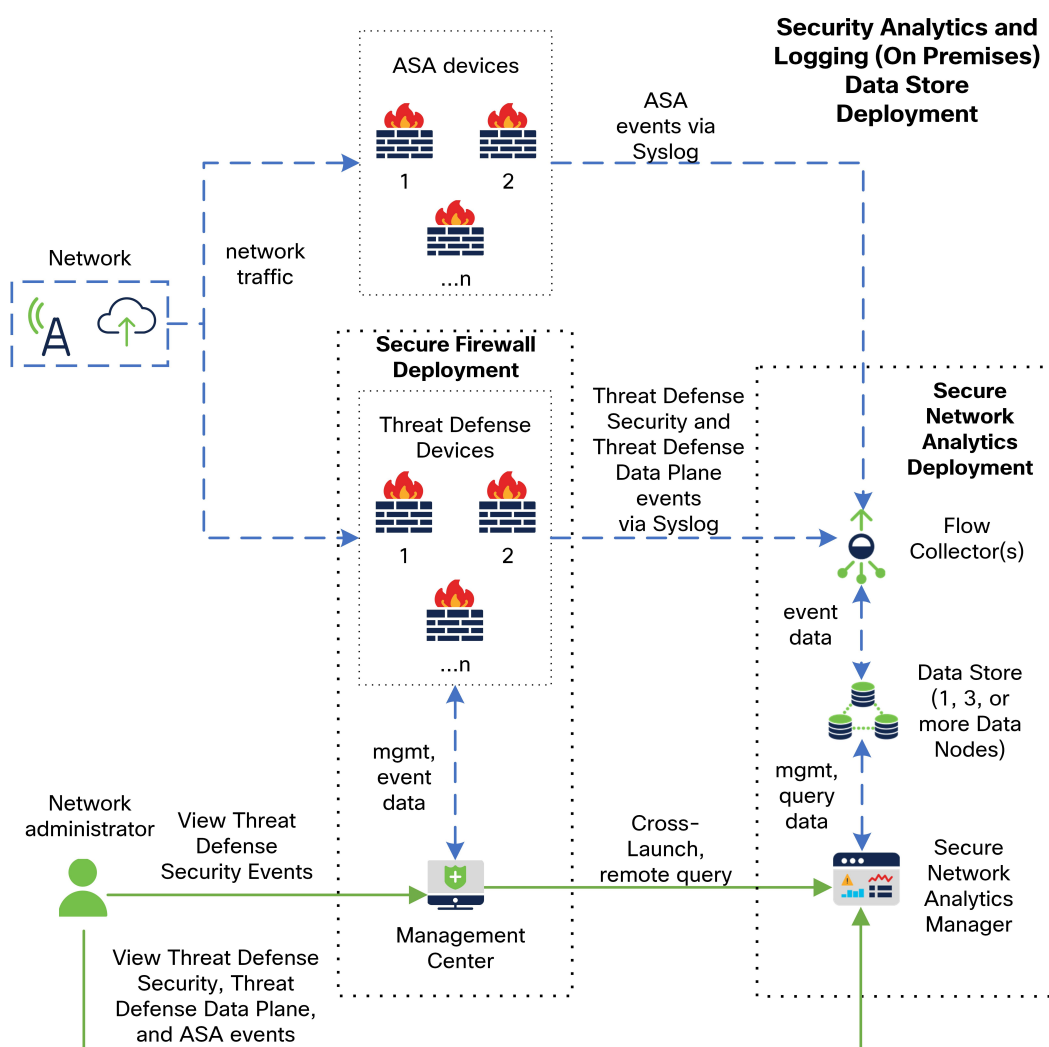 Security Analytics and
Logging (On Premises)
Data Store
Deployment
ASA devices
1
2
...n
ASA
events via
Syslog
network
traffic
Network
Secure Firewall
Deployment
Threat Defense
Devices
1
2
...n
Threat Defense
Security and
Threat Defense
Data Plane
events
via Syslog
Secure
Network
Analytics
Deployment
Flow
Collector(s)
event
data
Data Store
(1, 3, or
more Data
Nodes)
mgmt,
event
data
mgmt,
query
data
Network
administrator
View Threat
Defense
Security Events
Cross-
Launch,
remote query
Secure
Network
Analytics
Manager
Management
Center
View Threat Defense
Security, Threat
Defense Data Plane,
and ASA events